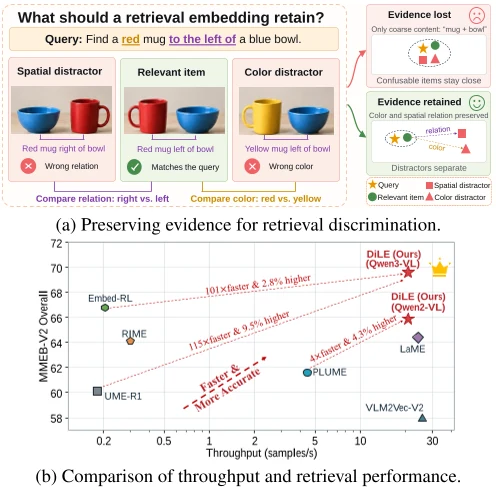 What should a retrieval embedding retain?
Query: Find a red mug to the left of a blue bowl.
Spatial distractor
Red mug right of bowl
Wrong relation
Relevant item
Red mug left of bowl
Matches the query
Color distractor
Yellow mug left of bowl
Wrong color
Compare relation: right vs. left
Compare color: red vs. yellow
Evidence lost
Only coarse content: "mug + bowl"
Confusable items stay close
Evidence retained
Color and spatial relation preserved
relation
color
Distractors separate
Query
Spatial distractor
Relevant item
Color distractor
(a) Preserving evidence for retrieval discrimination.
MMEB-V2 Overall
72
70
68
66
64
62
60
58
DiLE (Ours)
(Qwen3-VL)
101×faster & 2.8% higher
Embed-RL
DiLE (Ours)
(Qwen2-VL)
115×faster & 9.5% higher
RIME
4×faster & 4.3% higher
LaME
Faster &
More Accurate
PLUME
UME-R1
VLM2Vec-V2
0.2
0.5
1
2
5
10
30
Throughput (samples/s)
(b) Comparison of throughput and retrieval performance.